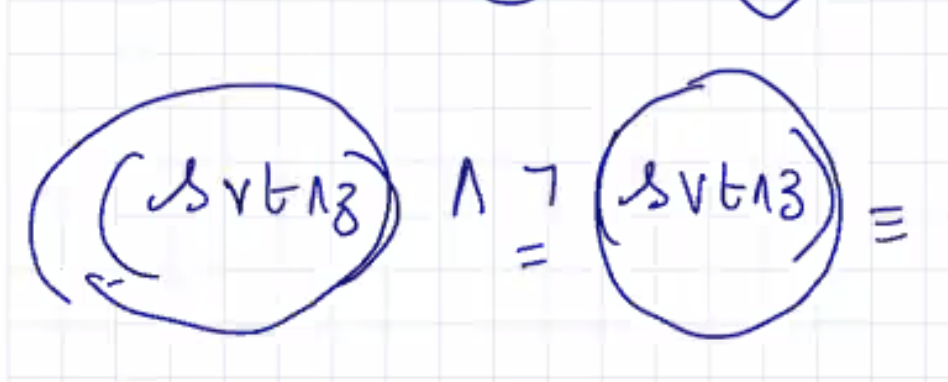 (s ∨ t ∧ z) ∧ ¬ (s ∨ t ∧ z) ≡